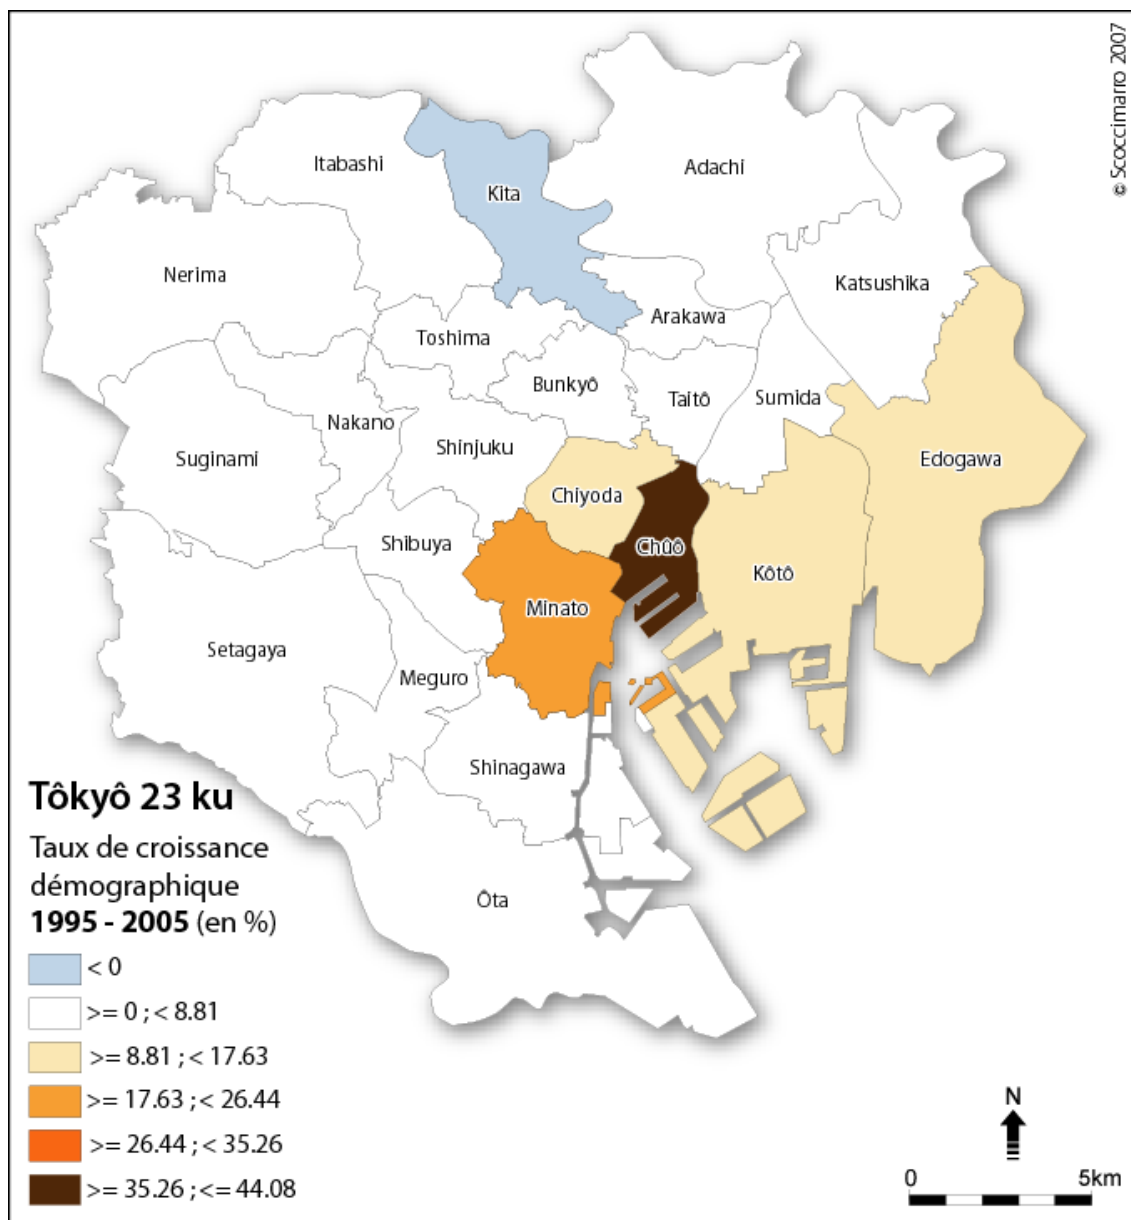 © Scoccimarro 2007
Itabashi
Adachi
Kita
Nerima
Katsushika
Arakawa
Toshima
Bunkyô
Taitô
Sumida
Nakano
Shinjuku
Suginami
Edogawa
Chiyoda
Shibuya
Chûô
Kôtô
Minato
Setagaya
Meguro
Shinagawa
Ôta
Tôkyô 23 ku
Taux de croissance
démographique
1995 - 2005 (en %)
< 0
>= 0 ; < 8.81
>= 8.81 ; < 17.63
>= 17.63 ; < 26.44
>= 26.44 ; < 35.26
>= 35.26 ; <= 44.08
N
0 5km